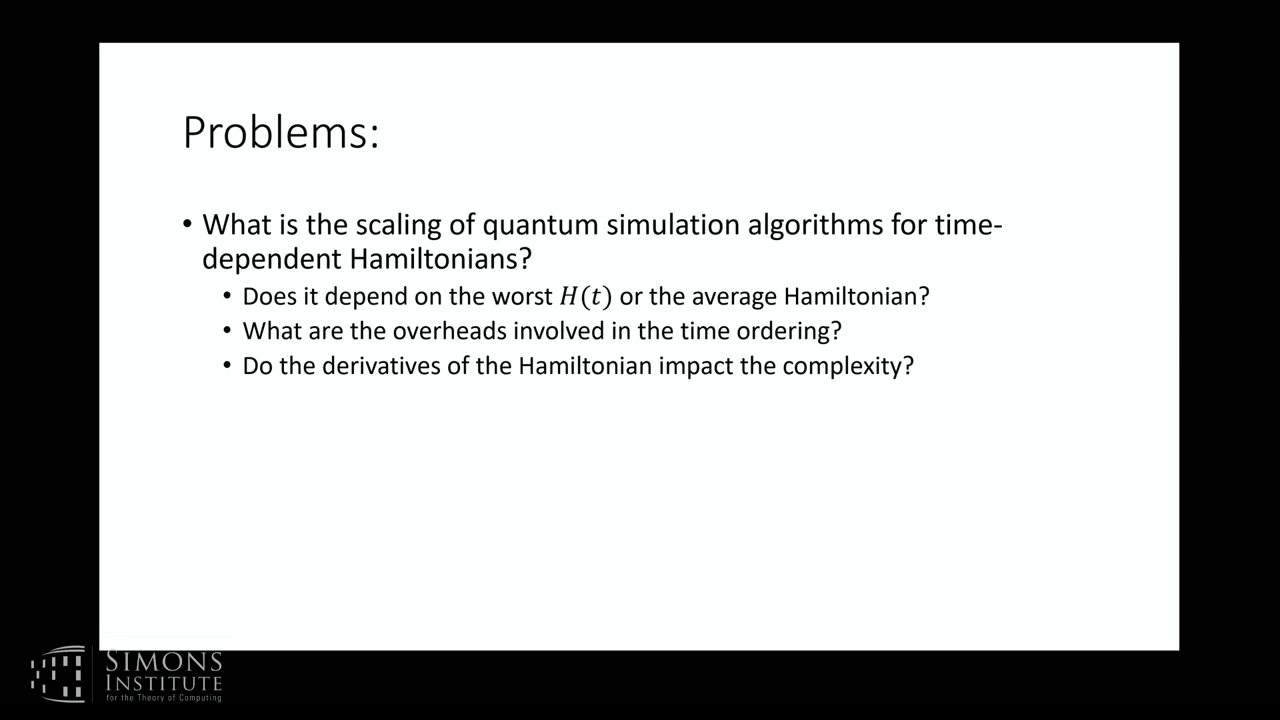 Problems:
• What is the scaling of quantum simulation algorithms for time-
dependent Hamiltonians?
• Does it depend on the worst H(t) or the average Hamiltonian?
• What are the overheads involved in the time ordering?
• Do the derivatives of the Hamiltonian impact the complexity?
SIMONS
INSTITUTE
for the Theory of Computing